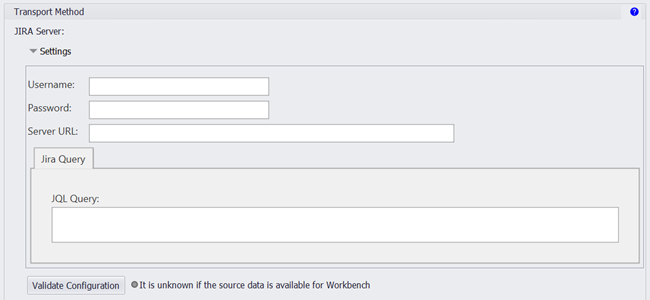 Transport Method
?
JIRA Server:
Settings
Username:
Password:
Server URL:
Jira Query
JQL Query:
Validate Configuration It is unknown if the source data is available for Workbench